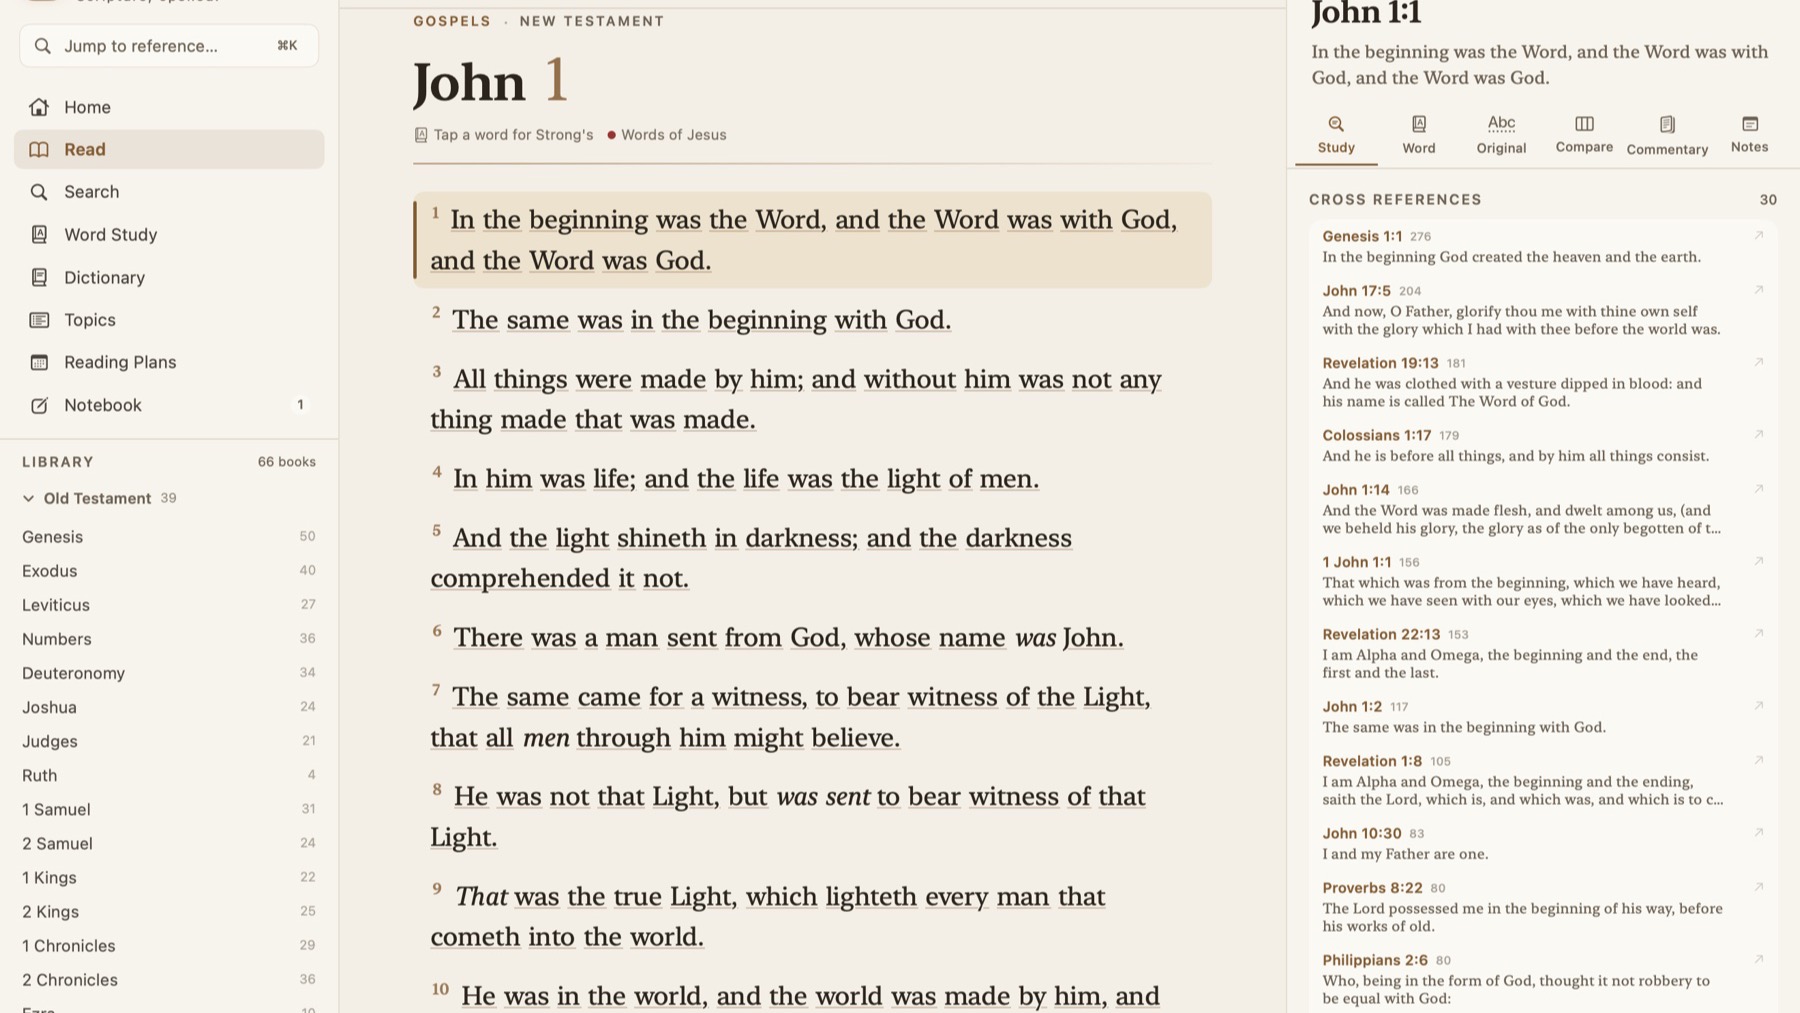 Jump to reference... ⌘K
Home
Read
Search
Word Study
Dictionary
Topics
Reading Plans
Notebook 1
LIBRARY 66 books
Old Testament 39
Genesis 50
Exodus 40
Leviticus 27
Numbers 36
Deuteronomy 34
Joshua 24
Judges 21
Ruth 4
1 Samuel 31
2 Samuel 24
1 Kings 22
2 Kings 25
1 Chronicles 29
2 Chronicles 36
GOSPELS · NEW TESTAMENT
John 1
Tap a word for Strong's • Words of Jesus
1 In the beginning was the Word, and the Word was with God,
and the Word was God.
2 The same was in the beginning with God.
3 All things were made by him; and without him was not any
thing made that was made.
4 In him was life; and the life was the light of men.
5 And the light shineth in darkness; and the darkness
comprehended it not.
6 There was a man sent from God, whose name was John.
7 The same came for a witness, to bear witness of the Light,
that all men through him might believe.
8 He was not that Light, but was sent to bear witness of that
Light.
9 That was the true Light, which lighteth every man that
cometh into the world.
10 He was in the world, and the world was made by him, and
John 1:1
In the beginning was the Word, and the Word was with
God, and the Word was God.
Study
Word
Abc
Original
Compare
Commentary
Notes
CROSS REFERENCES 30
Genesis 1:1 276
In the beginning God created the heaven and the earth.
John 17:5 204
And now, O Father, glorify thou me with thine own self
with the glory which I had with thee before the world was.
Revelation 19:13 181
And he was clothed with a vesture dipped in blood: and
his name is called The Word of God.
Colossians 1:17 179
And he is before all things, and by him all things consist.
John 1:14 166
And the Word was made flesh, and dwelt among us, (and
we beheld his glory, the glory as of the only begotten of t...
1 John 1:1 156
That which was from the beginning, which we have heard,
which we have seen with our eyes, which we have looked...
Revelation 22:13 153
I am Alpha and Omega, the beginning and the end, the
first and the last.
John 1:2 117
The same was in the beginning with God.
Revelation 1:8 105
I am Alpha and Omega, the beginning and the ending,
saith the Lord, which is, and which was, and which is to c...
John 10:30 83
I and my Father are one.
Proverbs 8:22 80
The Lord possessed me in the beginning of his way, before
his works of old.
Philippians 2:6 80
Who, being in the form of God, thought it not robbery to
be equal with God: